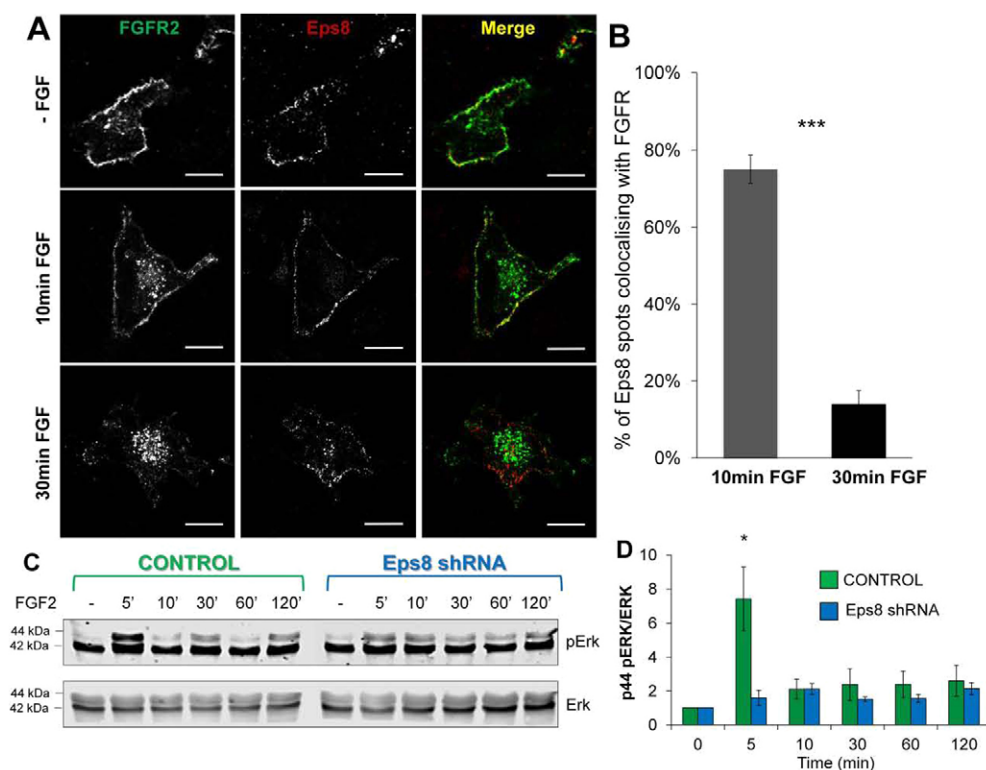 A
FGFR2
Eps8
Merge
- FGF
10min FGF
30min FGF
B
% of Eps8 spots colocalising with FGFR
100%
80%
60%
40%
20%
0%
***
10min FGF
30min FGF
C
CONTROL
Eps8 shRNA
FGF2 - 5' 10' 30' 60' 120' - 5' 10' 30' 60' 120'
44 kDa
42 kDa
pErk
44 kDa
42 kDa
Erk
D
p44 pERK/ERK
10
8
6
4
2
0
*
CONTROL
Eps8 shRNA
0 5 10 30 60 120
Time (min)